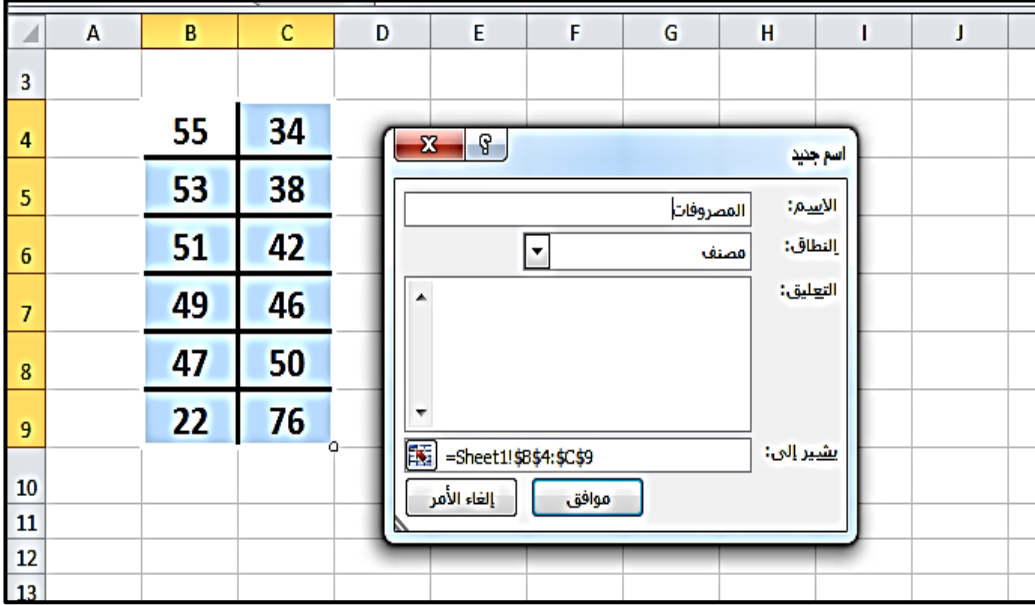 A B C D E F G H I J
3
4 55 34
5 53 38
6 51 42
7 49 46
8 47 50
9 22 76
10
11
12
13
اسم جديد
الاسم: المصروفات
النطاق: مصنف
التعليق:
يشير إلى: =Sheet1!$B$4:$C$9
موافق إلغاء الأمر